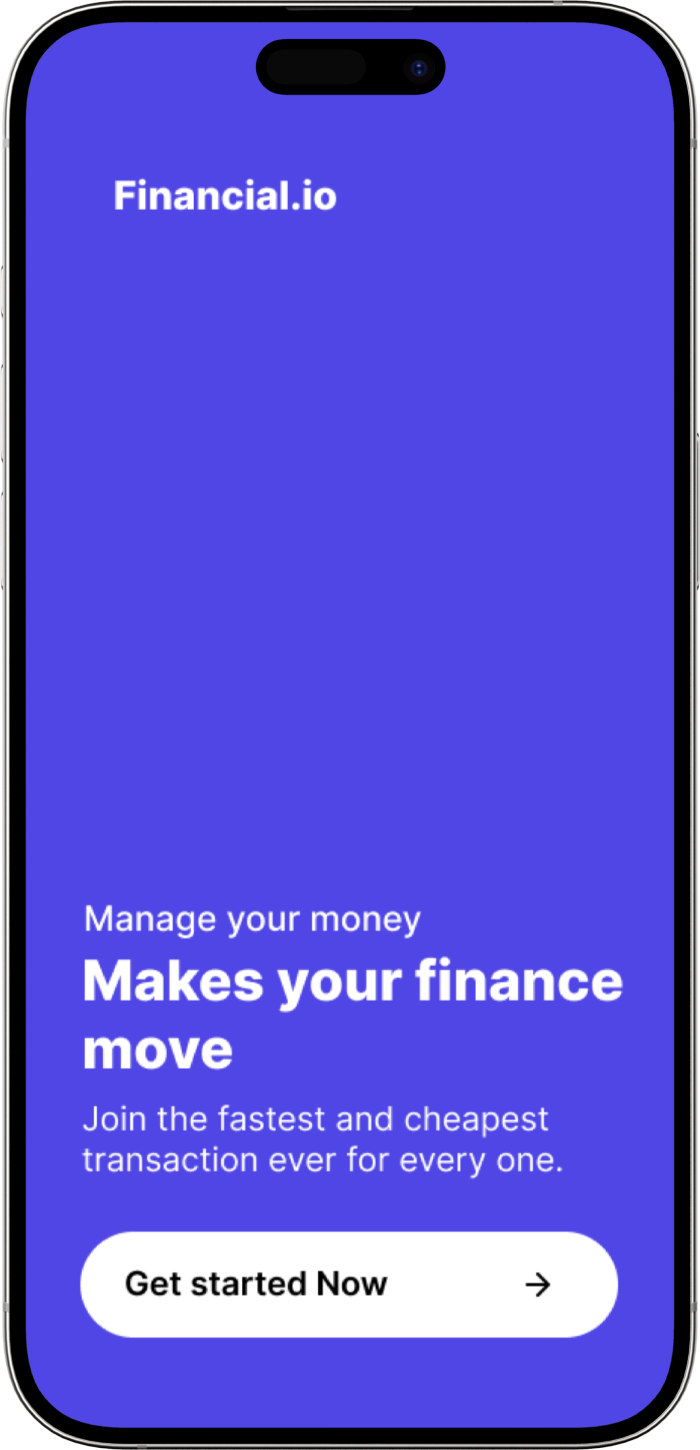 Financial.io
Manage your money
Makes your finance
move
Join the fastest and cheapest
transaction ever for every one.
Get started Now